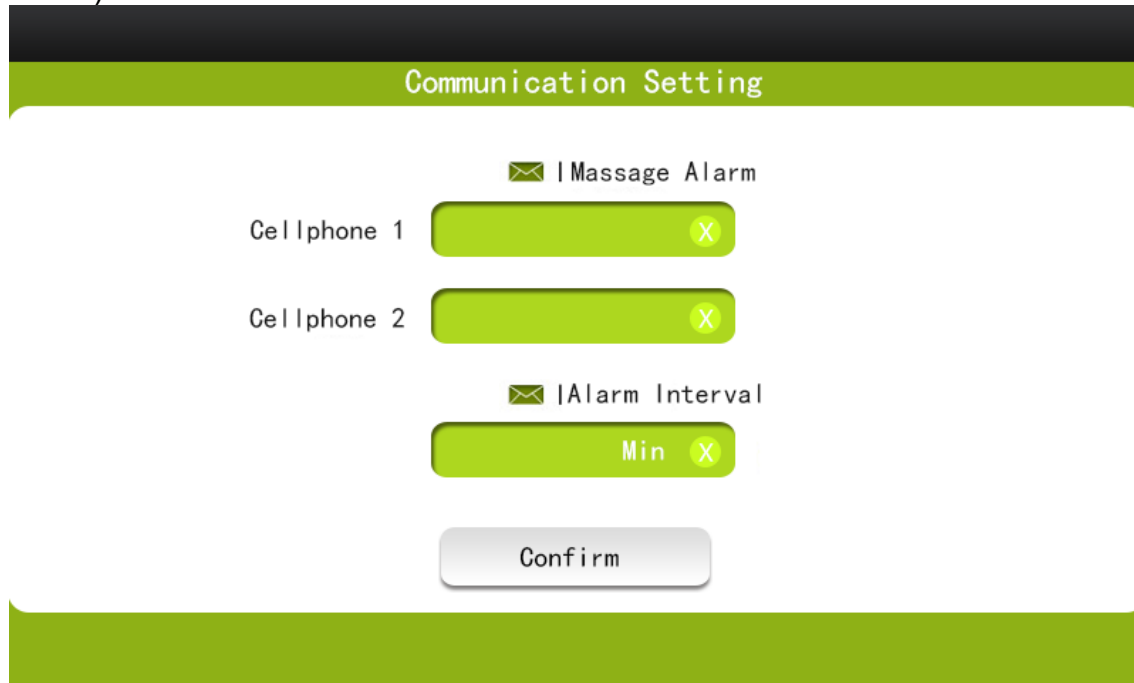 Communication Setting
|Massage Alarm
Cellphone 1 X
Cellphone 2 X
|Alarm Interval
Min X
Confirm